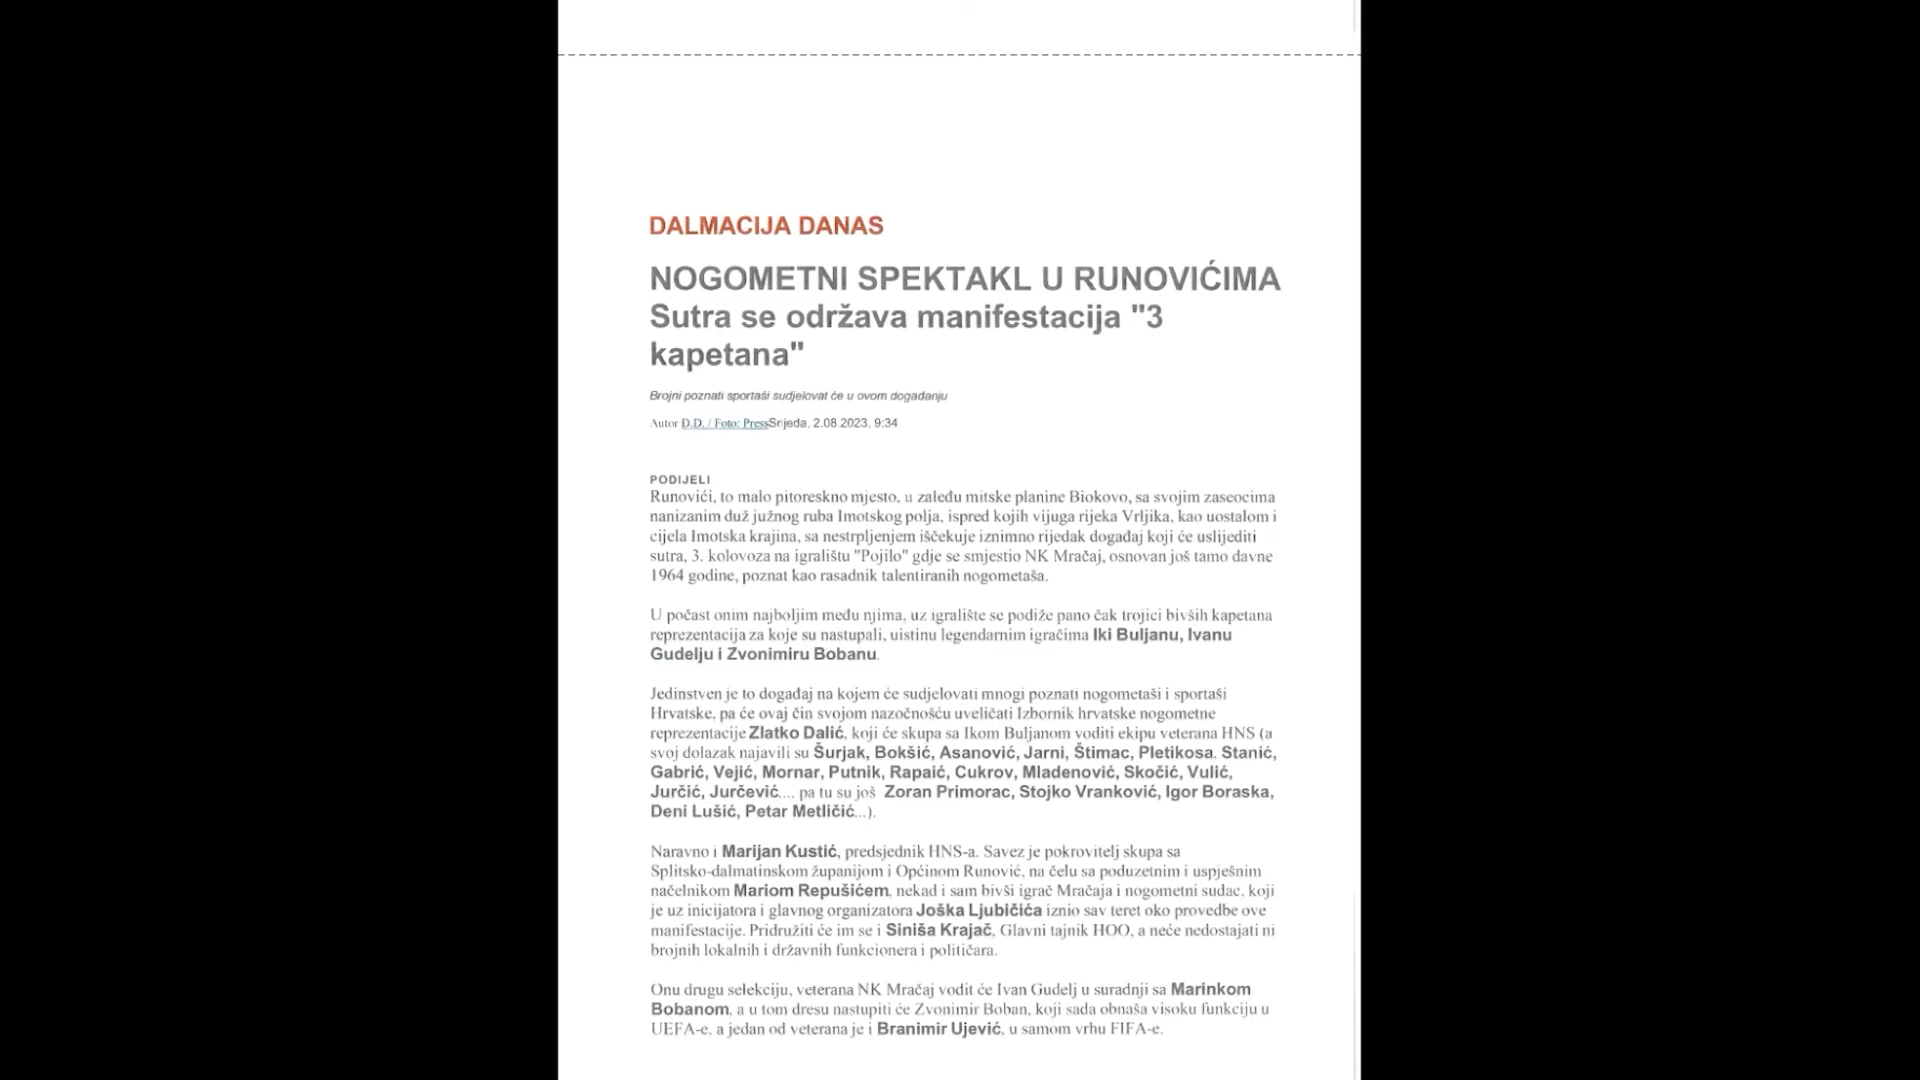 DALMACIJA DANAS
NOGOMETNI SPEKTAKL U RUNOVIĆIMA
Sutra se održava manifestacija "3
kapetana"
Brojni poznati sportaši sudjelovat će u ovom događanju
Autor D.D. / Foto: PressSrijeda, 2.08.2023, 9:34
PODIJELI
Runovići, to malo pitoreskno mjesto, u zaleđu mitske planine Biokovo, sa svojim zaseocima
nanizanim duž južnog ruba Imotskog polja, ispred kojih vijuga rijeka Vrljika, kao uostalom i
cijela Imotska krajina, sa nestrpljenjem iščekuje iznimno rijedak događaj koji će uslijediti
sutra, 3. kolovoza na igralištu "Pojilo" gdje se smjestio NK Mračaj, osnovan još tamo davne
1964 godine, poznat kao rasadnik talentiranih nogometaša.
U počast onim najboljim među njima, uz igralište se podiže pano čak trojici bivših kapetana
reprezentacija za koje su nastupali, uistinu legendarnim igračima Iki Buljanu, Ivanu
Gudelju i Zvonimiru Bobanu.
Jedinstven je to događaj na kojem će sudjelovati mnogi poznati nogometaši i sportaši
Hrvatske, pa će ovaj čin svojom nazočnošću uveličati Izbornik hrvatske nogometne
reprezentacije Zlatko Dalić, koji će skupa sa Ikom Buljanom voditi ekipu veterana HNS (a
svoj dolazak najavili su Šurjak, Bokšić, Asanović, Jarni, Štimac, Pletikosa. Stanić,
Gabrić, Vejić, Mornar, Putnik, Rapaić, Cukrov, Mladenović, Skočić, Vulić,
Jurčić, Jurčević.... pa tu su još Zoran Primorac, Stojko Vranković, Igor Boraska,
Deni Lušić, Petar Metličić...).
Naravno i Marijan Kustić, predsjednik HNS-a. Savez je pokrovitelj skupa sa
Splitsko-dalmatinskom županijom i Općinom Runović, na čelu sa poduzetnim i uspješnim
načelnikom Mariom Repušićem, nekad i sam bivši igrač Mračaja i nogometni sudac, koji
je uz inicijatora i glavnog organizatora Joška Ljubičića iznio sav teret oko provedbe ove
manifestacije. Pridružiti će im se i Siniša Krajač, Glavni tajnik HOO, a neće nedostajati ni
brojnih lokalnih i državnih funkcionera i političara.
Onu drugu selekciju, veterana NK Mračaj vodit će Ivan Gudelj u suradnji sa Marinkom
Bobanom, a u tom dresu nastupiti će Zvonimir Boban, koji sada obnaša visoku funkciju u
UEFA-e, a jedan od veterana je i Branimir Ujević, u samom vrhu FIFA-e.